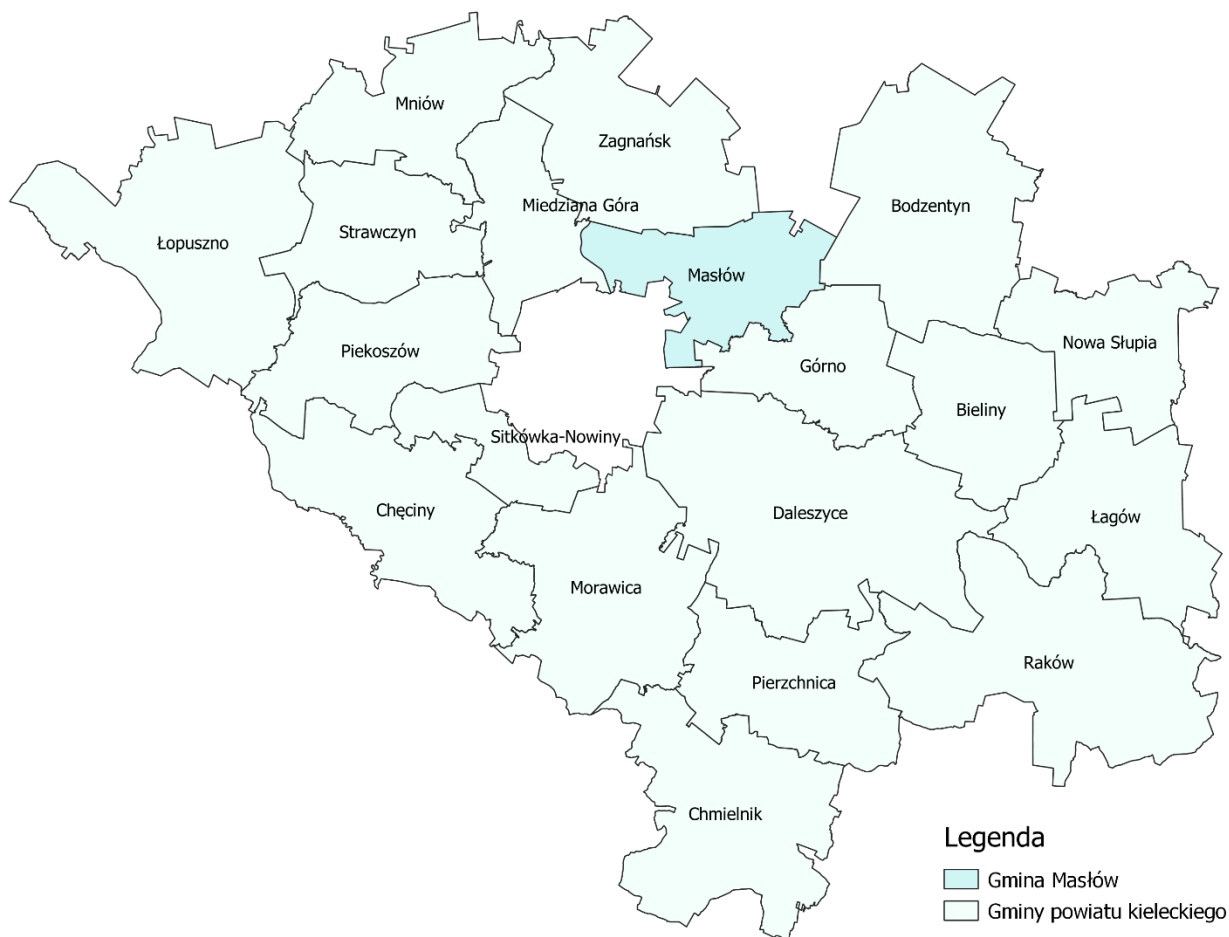 Mniów
Zagnańsk
Miedziana Góra
Bodzentyn
Łopuszno
Strawczyn
Masłów
Piekoszów
Górno
Nowa Słupia
Bieliny
Sitkówka-Nowiny
Chęciny
Daleszyce
Łagów
Morawica
Raków
Pierzchnica
Chmielnik
Legenda
Gmina Masłów
Gminy powiatu kieleckiego